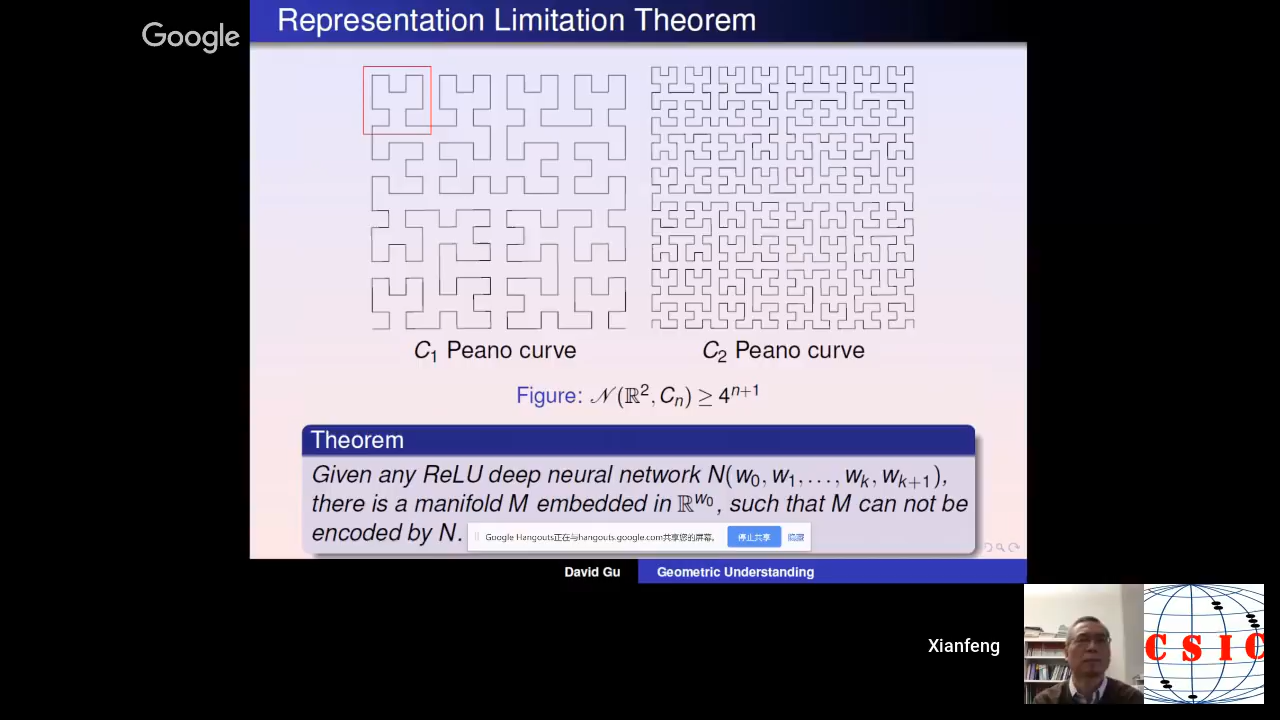 Representation Limitation Theorem
Google
C₁ Peano curve
C₂ Peano curve
Figure: 𝒩(ℝ², Cₙ) ≥ 4ⁿ⁺¹
Theorem
Given any ReLU deep neural network N(w₀, w₁, . . . , wₖ, wₖ₊₁),
there is a manifold M embedded in ℝʷ⁰, such that M can not be
encoded by N.
Google Hangouts正在与hangouts.google.com共享您的屏幕。
停止共享
隐藏
David Gu
Geometric Understanding
Xianfeng
CSIC